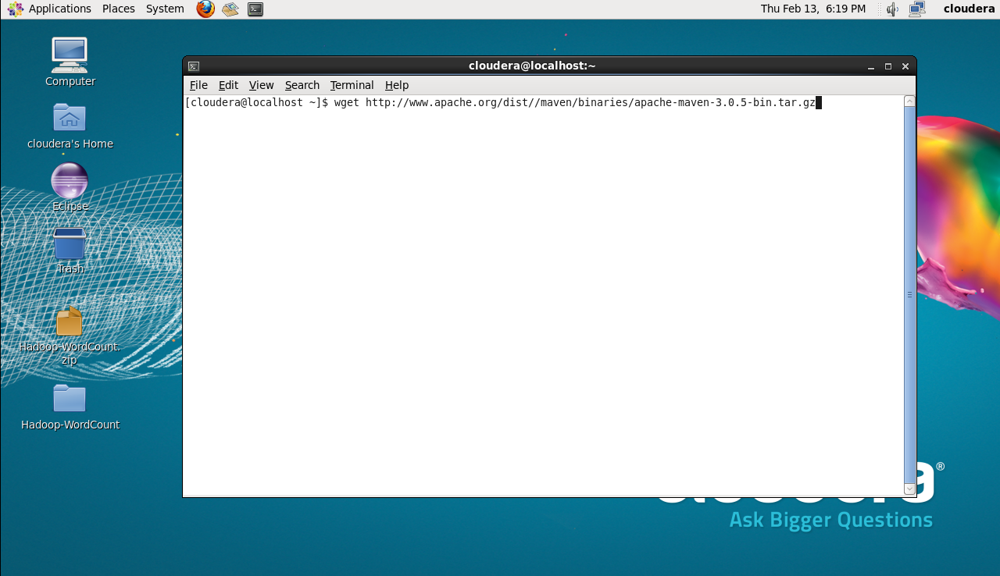 Applications Places System
Thu Feb 13, 6:19 PM
cloudera
Computer
cloudera's Home
Eclipse
Trash
Hadoop-WordCount.
zip
Hadoop-WordCount
cloudera@localhost:~
File Edit View Search Terminal Help
[cloudera@localhost ~]$ wget http://www.apache.org/dist//maven/binaries/apache-maven-3.0.5-bin.tar.gz
®
Ask Bigger Questions